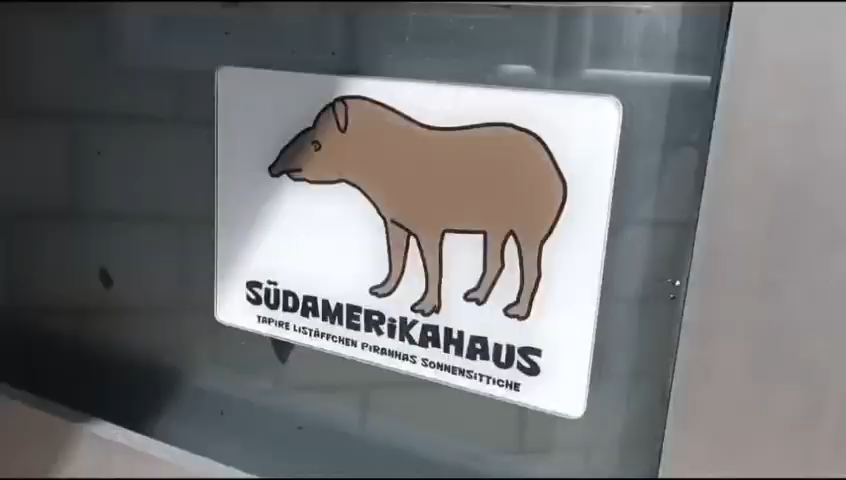 SÜDAMERiKAHAUS
TAPIRE LiSTÄFFCHEN PiRANHAS SONNENSiTTiCHE